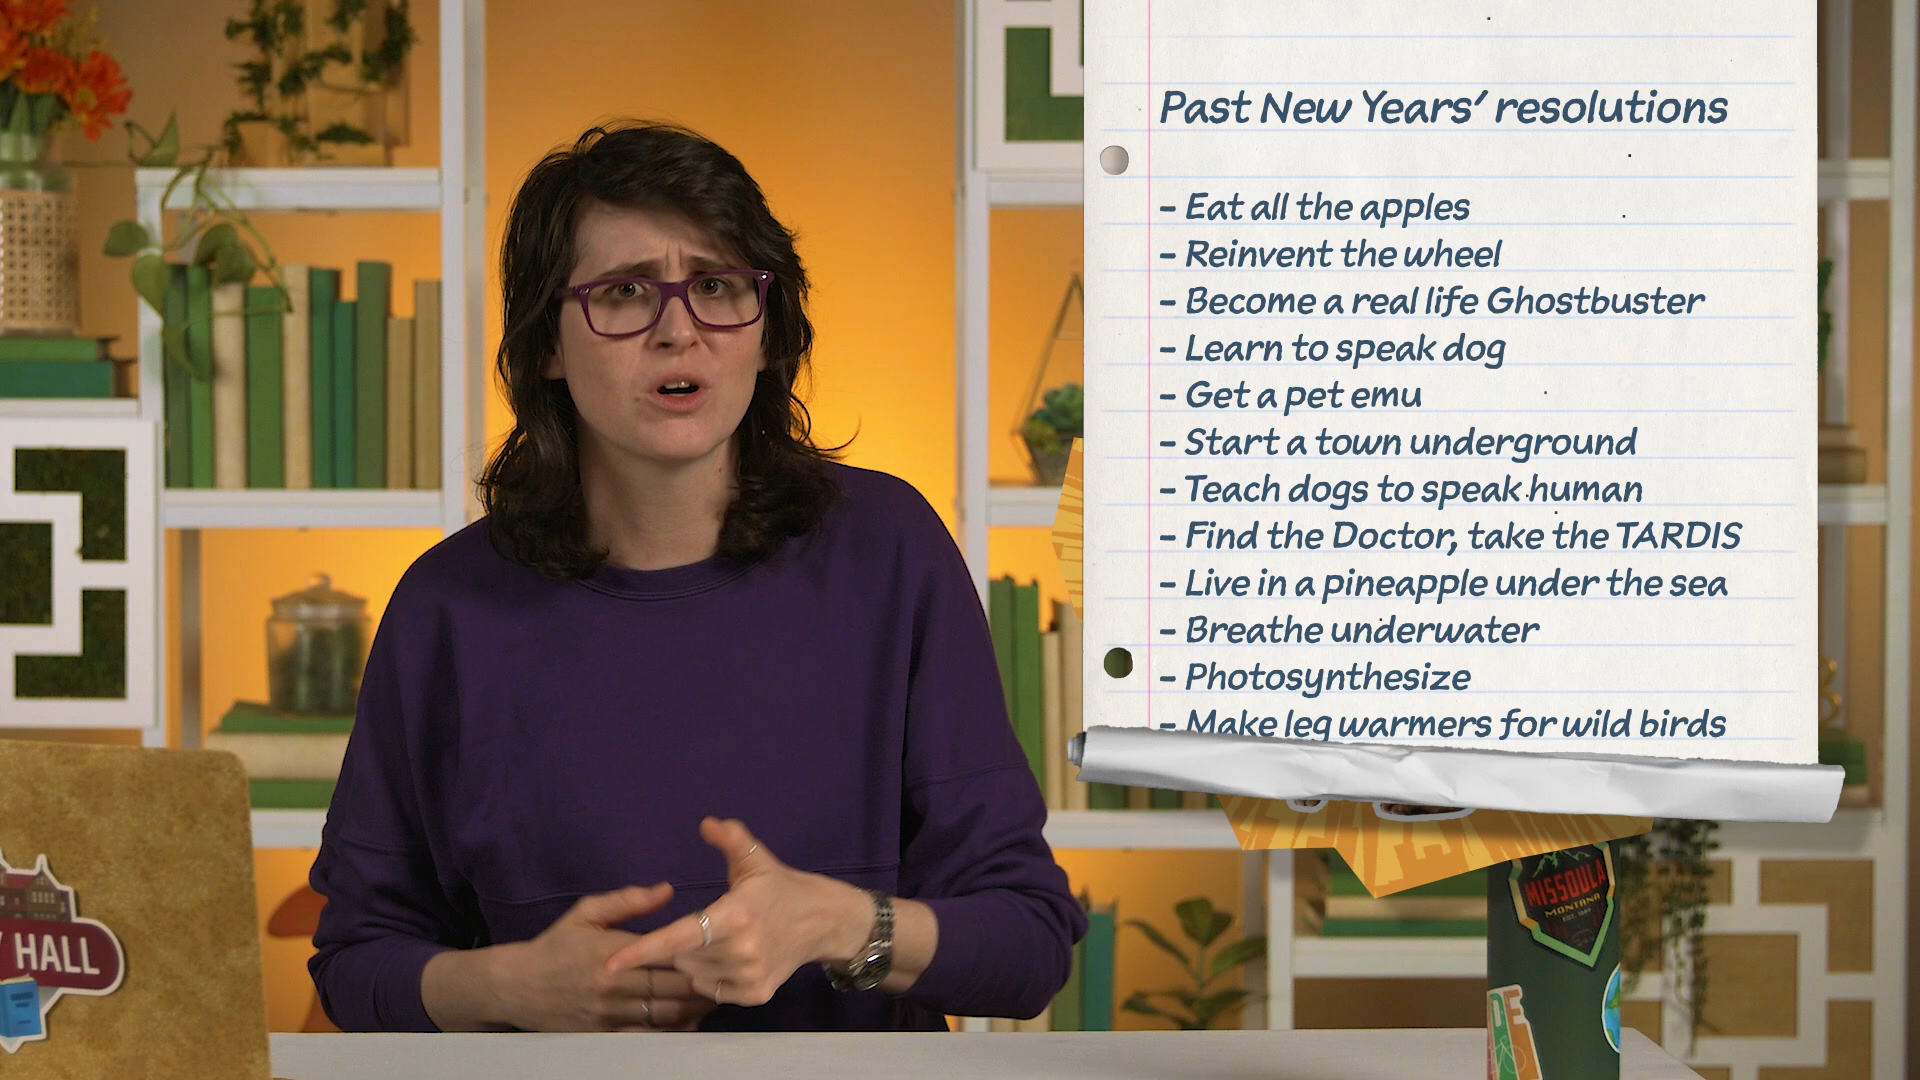 Past New Years' resolutions
- Eat all the apples
- Reinvent the wheel
- Become a real life Ghostbuster
- Learn to speak dog
- Get a pet emu
- Start a town underground
- Teach dogs to speak human
- Find the Doctor, take the TARDIS
- Live in a pineapple under the sea
- Breathe underwater
- Photosynthesize
- Make leg warmers for wild birds
HALL
MISSOULA
MONTANA